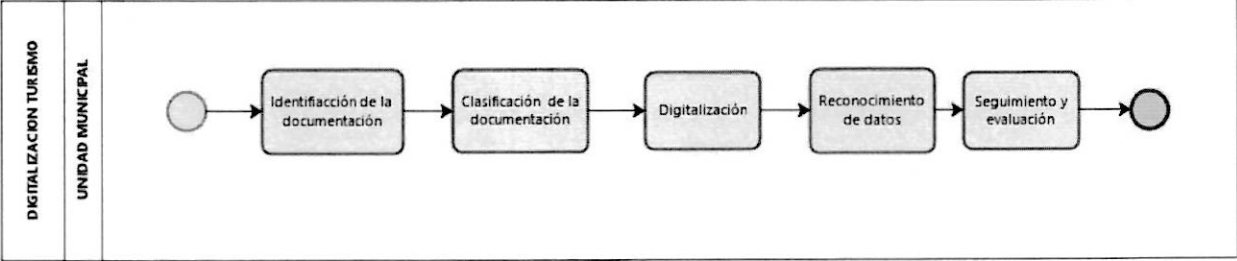 DIGITALIZACION TURISMO
UNIDAD MUNICIPAL
Identifiacción de la
documentación
Clasificación de la
documentación
Digitalización
Reconocimiento
de datos
Seguimiento y
evaluación